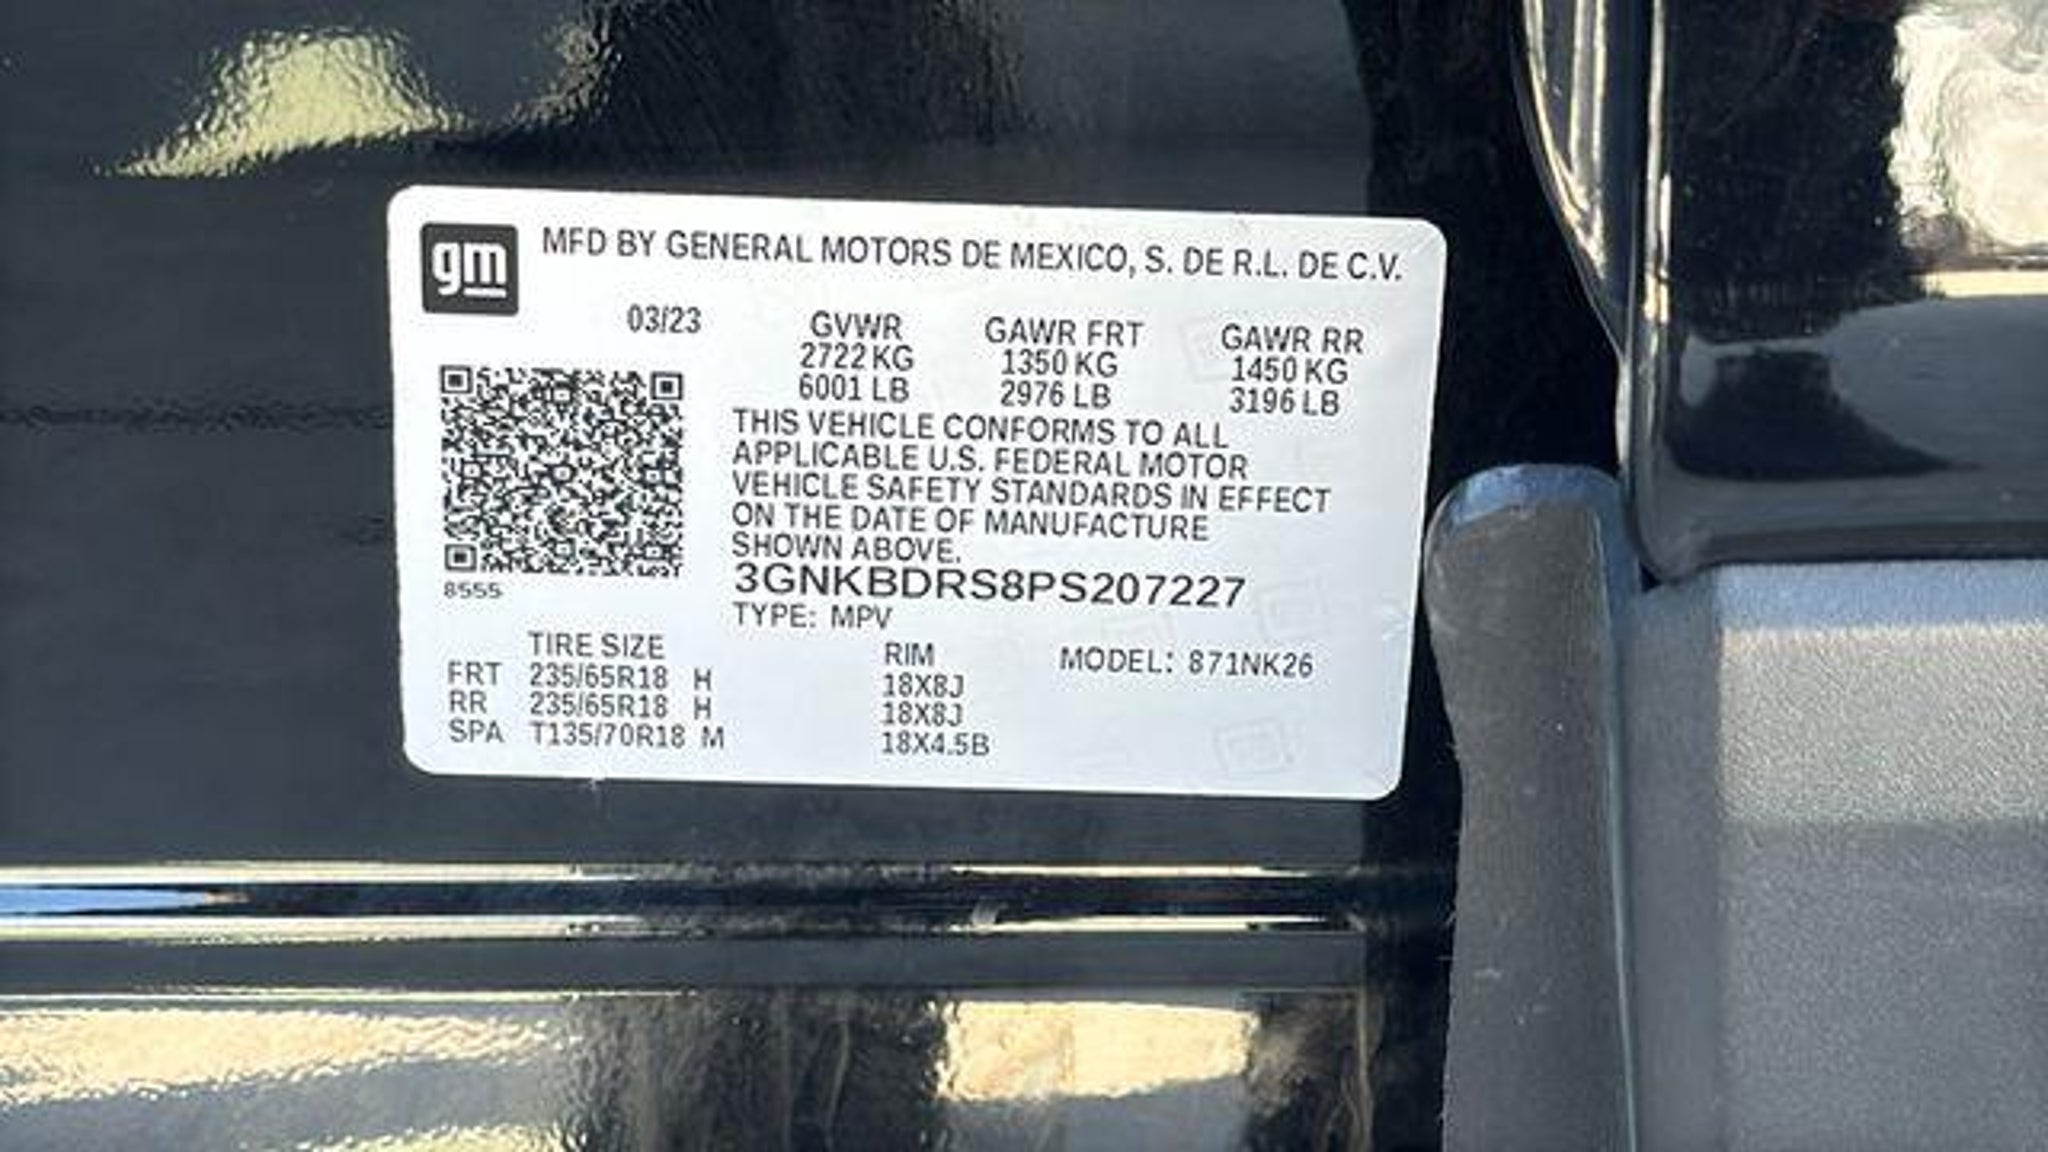 gm MFD BY GENERAL MOTORS DE MEXICO, S. DE R.L. DE C.V.
03/23 GVWR GAWR FRT GAWR RR
2722 KG 1350 KG 1450 KG
6001 LB 2976 LB 3196 LB
THIS VEHICLE CONFORMS TO ALL
APPLICABLE U.S. FEDERAL MOTOR
VEHICLE SAFETY STANDARDS IN EFFECT
ON THE DATE OF MANUFACTURE
SHOWN ABOVE.
8555
3GNKBDRS8PS207227
TYPE: MPV
TIRE SIZE RIM MODEL: 871NK26
FRT 235/65R18 H 18X8J
RR 235/65R18 H 18X8J
SPA T135/70R18 M 18X4.5B